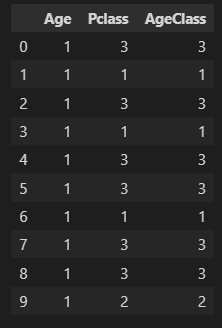 Age Pclass AgeClass
0 1 3 3
1 1 1 1
2 1 3 3
3 1 1 1
4 1 3 3
5 1 3 3
6 1 1 1
7 1 3 3
8 1 3 3
9 1 2 2